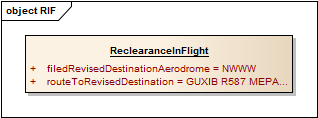 object RIF
ReclearanceInFlight
+ filedRevisedDestinationAerodrome = NWWW
+ routeToRevisedDestination = GUXIB R587 MEPA...